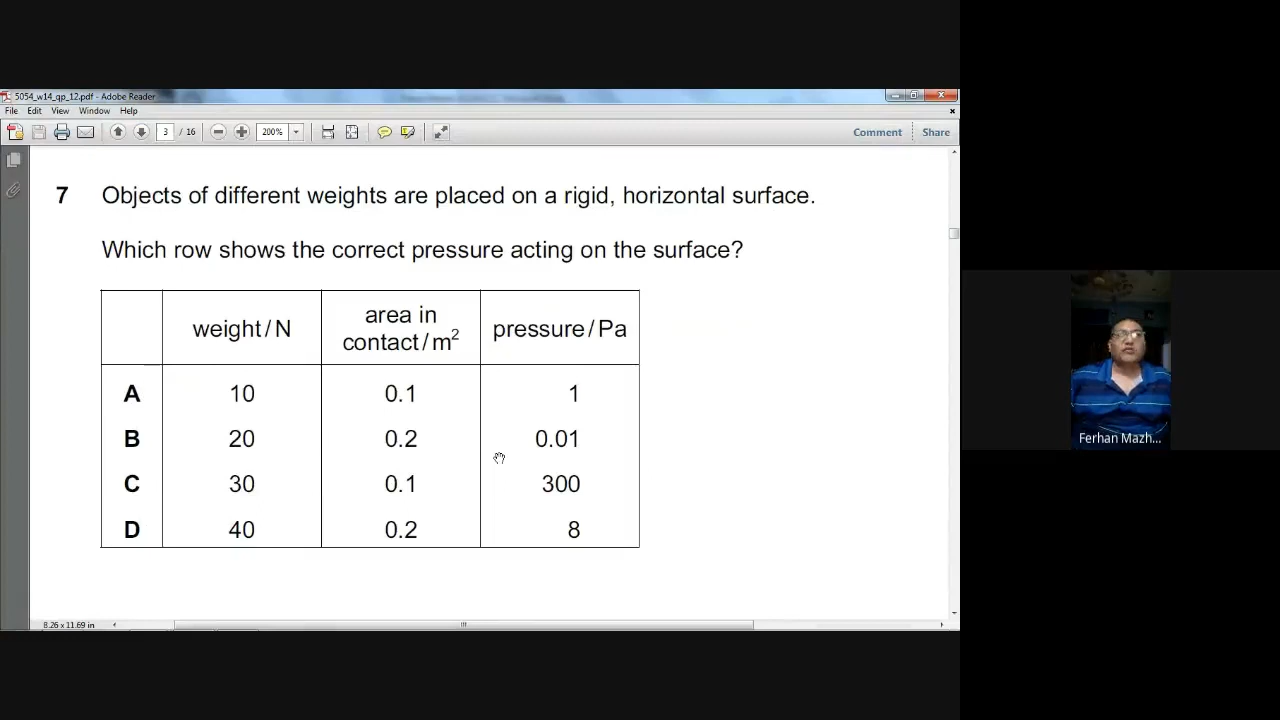 5054_w14_qp_12.pdf - Adobe Reader
File Edit View Window Help
3 / 16 200% Comment Share
7 Objects of different weights are placed on a rigid, horizontal surface.
Which row shows the correct pressure acting on the surface?
weight / N area in contact / m² pressure / Pa
A 10 0.1 1
B 20 0.2 0.01
C 30 0.1 300
D 40 0.2 8
Ferhan Mazh...
8.26 x 11.69 in